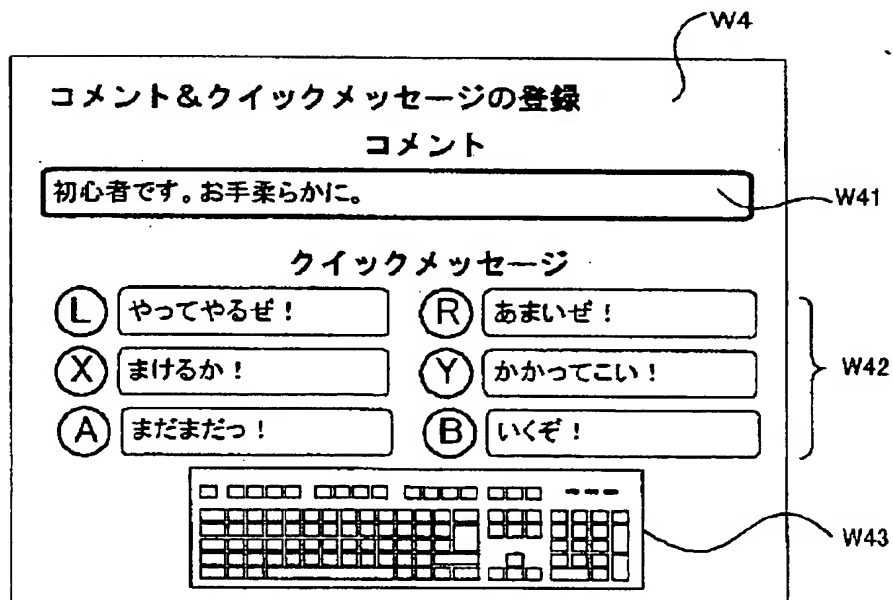 W4
コメント&クイックメッセージの登録
コメント
初心者です。お手柔らかに。
W41
クイックメッセージ
L やってやるぜ! R あまいぜ!
X まけるか! Y かかってこい!
W42
A まだまだっ! B いくぞ!
W43